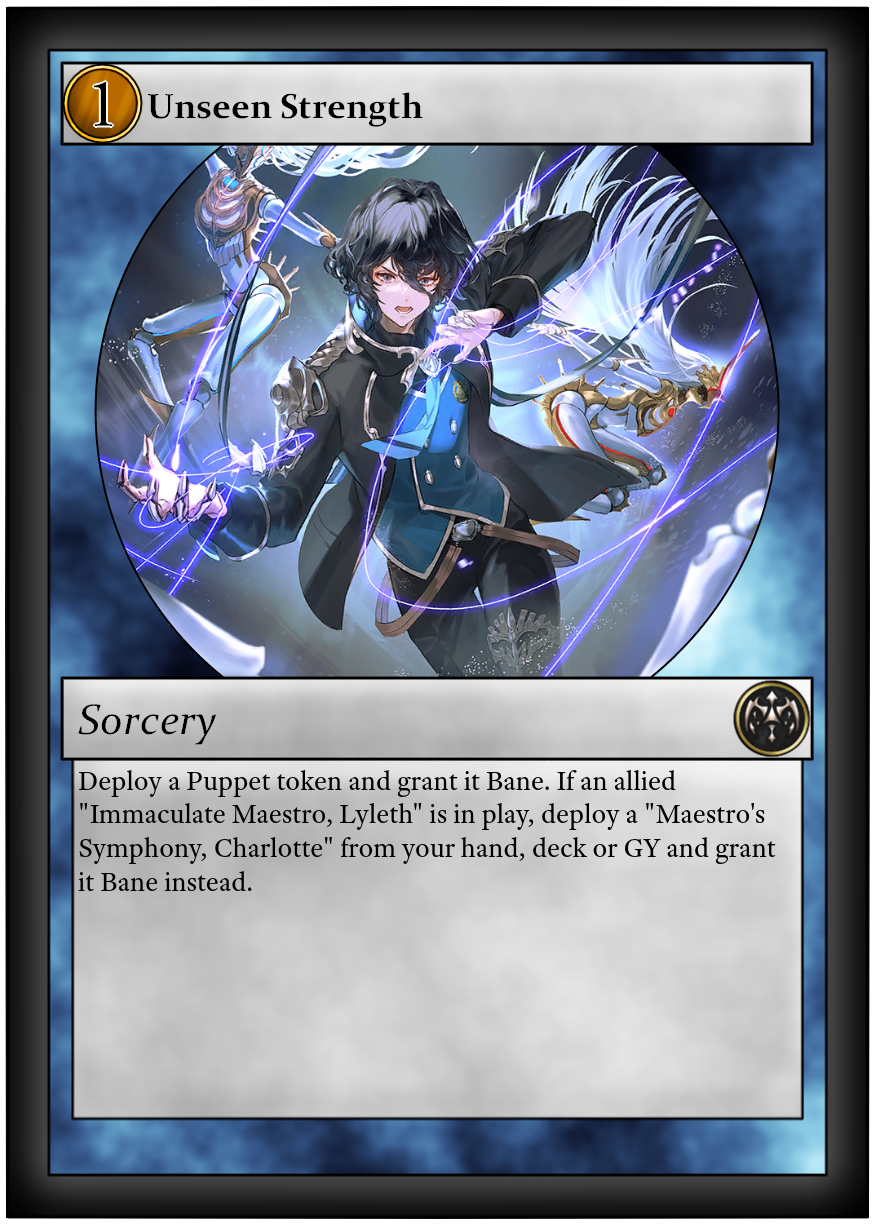 1
Unseen Strength
Sorcery
Deploy a Puppet token and grant it Bane. If an allied
"Immaculate Maestro, Lyleth" is in play, deploy a "Maestro's
Symphony, Charlotte" from your hand, deck or GY and grant
it Bane instead.